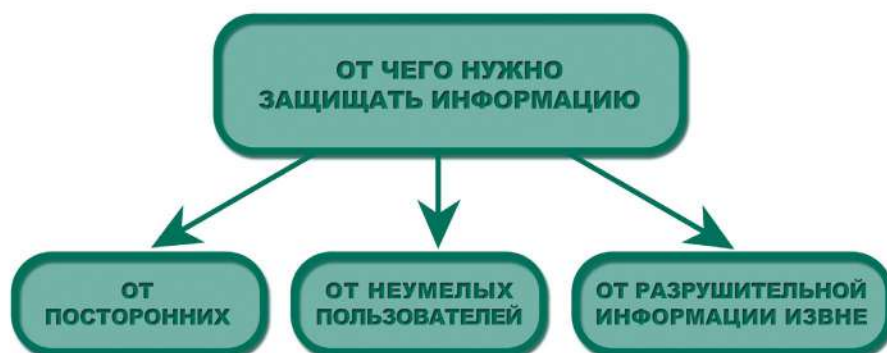 ОТ ЧЕГО НУЖНО
ЗАЩИЩАТЬ ИНФОРМАЦИЮ
ОТ
ПОСТОРОННИХ
ОТ НЕУМЕЛЫХ
ПОЛЬЗОВАТЕЛЕЙ
ОТ РАЗРУШИТЕЛЬНОЙ
ИНФОРМАЦИИ ИЗВНЕ